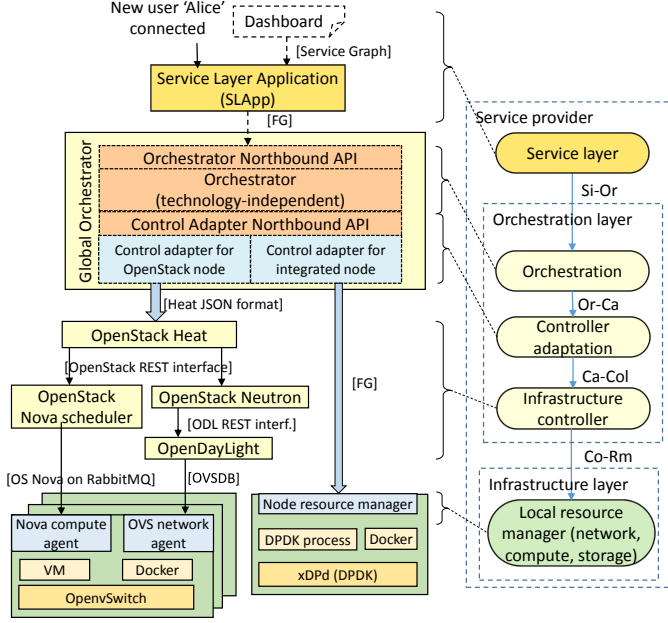 New user ‘Alice’
connected
Dashboard
[Service Graph]
Service Layer Application
(SLApp)
[FG]
Global Orchestrator
Orchestrator Northbound API
Orchestrator
(technology-independent)
Control Adapter Northbound API
Control adapter for
OpenStack node
Control adapter for
integrated node
[Heat JSON format]
OpenStack Heat
[OpenStack REST interface]
OpenStack
Nova scheduler
OpenStack Neutron
[FG]
[ODL REST interf.]
OpenDayLight
[OS Nova on RabbitMQ]
[OVSDB]
Nova compute
agent
OVS network
agent
VM
Docker
OpenvSwitch
Node resource manager
DPDK process
Docker
xDPd (DPDK)
Service provider
Service layer
Si-Or
Orchestration layer
Orchestration
Or-Ca
Controller
adaptation
Ca-Col
Infrastructure
controller
Co-Rm
Infrastructure layer
Local resource
manager (network,
compute, storage)